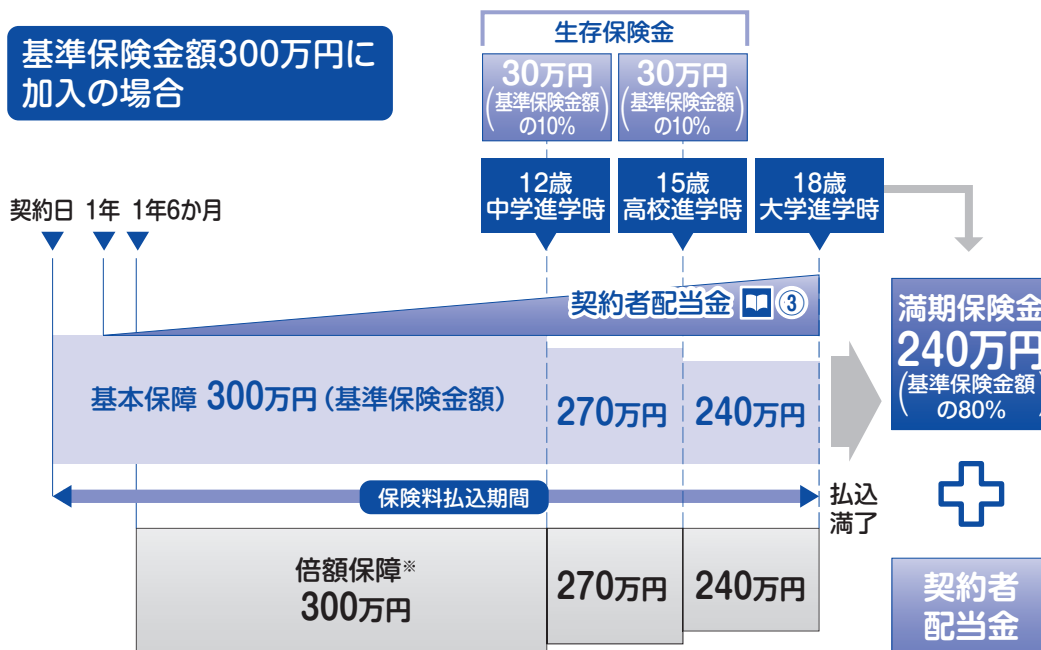 基準保険金額300万円に
加入の場合
生存保険金
30万円
(基準保険金額
の10%)
30万円
(基準保険金額
の10%)
12歳
中学進学時
15歳
高校進学時
18歳
大学進学時
契約日 1年 1年6か月
契約者配当金 ③
満期保険金
240万円
(基準保険金額
の80%)
基本保障 300万円(基準保険金額)
270万円
240万円
保険料払込期間
払込
満了
倍額保障※
300万円
270万円
240万円
契約者
配当金